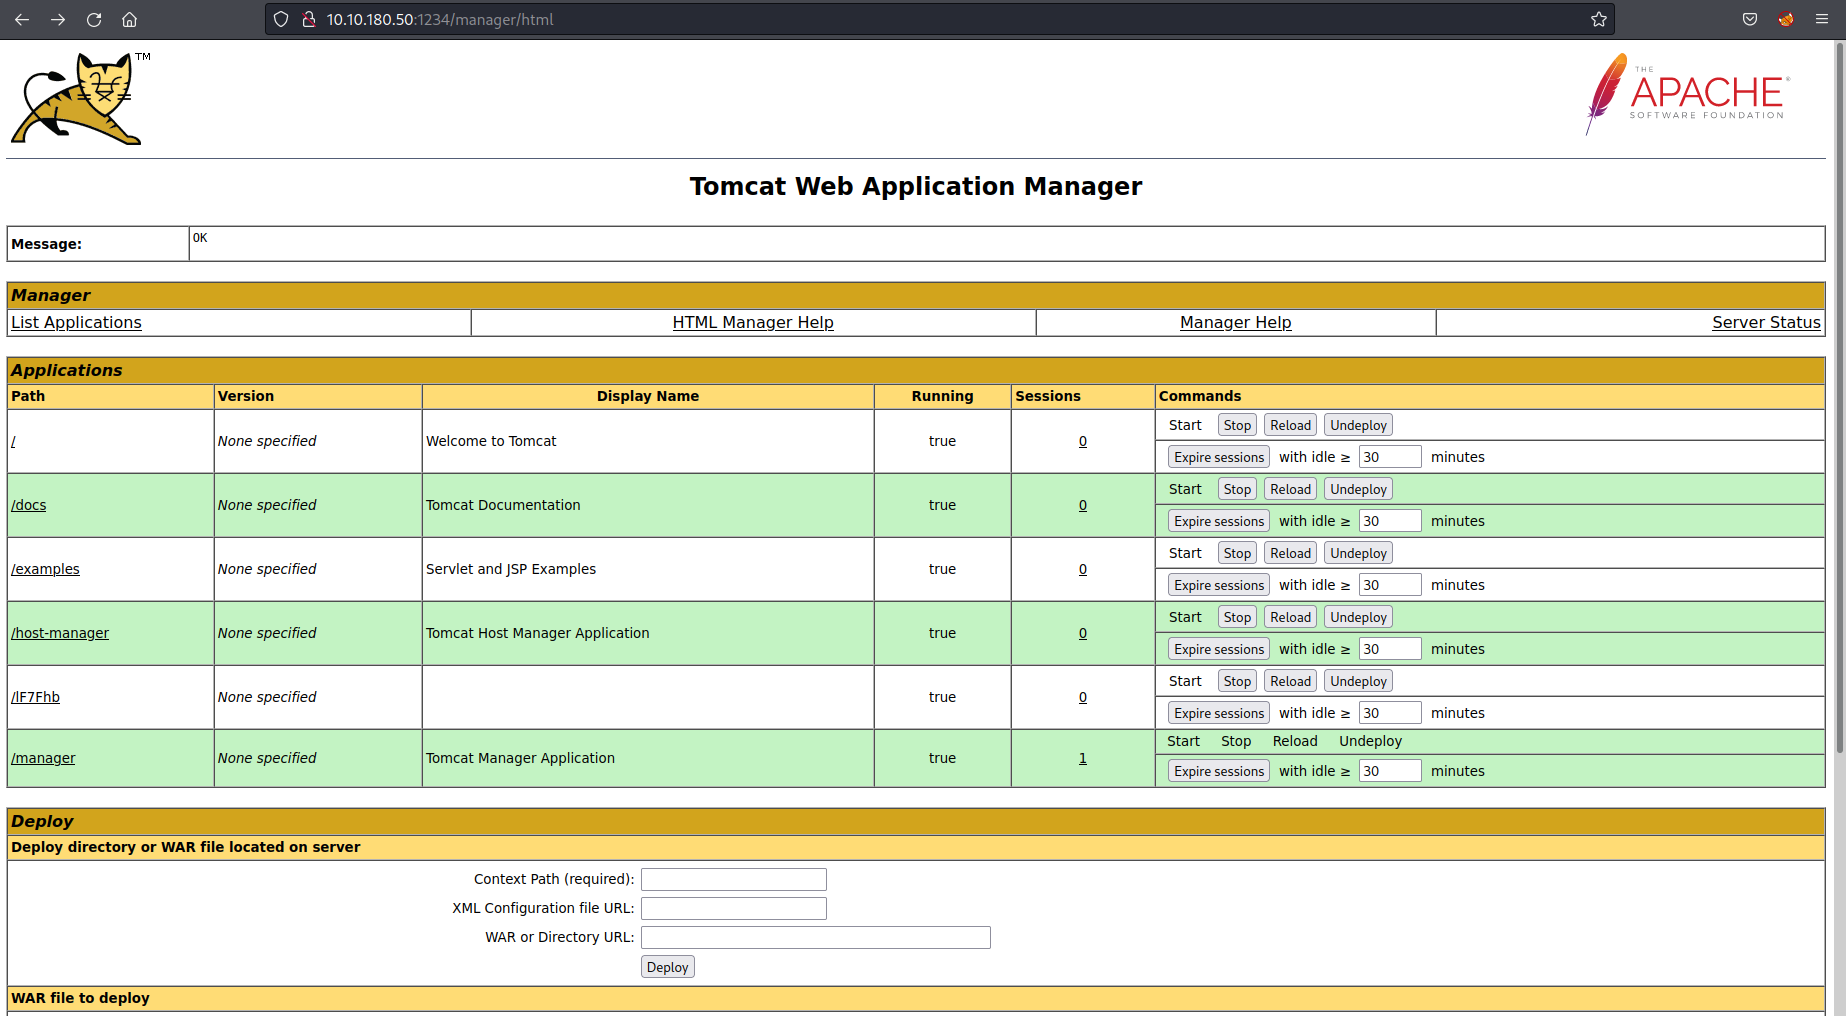 10.10.180.50:1234/manager/html
TM
THE
APACHE®
SOFTWARE FOUNDATION
Tomcat Web Application Manager
Message: OK
Manager
List Applications HTML Manager Help Manager Help Server Status
Applications
Path Version Display Name Running Sessions Commands
/ None specified Welcome to Tomcat true 0 Start Stop Reload Undeploy
Expire sessions with idle ≥ 30 minutes
/docs None specified Tomcat Documentation true 0 Start Stop Reload Undeploy
Expire sessions with idle ≥ 30 minutes
/examples None specified Servlet and JSP Examples true 0 Start Stop Reload Undeploy
Expire sessions with idle ≥ 30 minutes
/host-manager None specified Tomcat Host Manager Application true 0 Start Stop Reload Undeploy
Expire sessions with idle ≥ 30 minutes
/lF7Fhb None specified true 0 Start Stop Reload Undeploy
Expire sessions with idle ≥ 30 minutes
/manager None specified Tomcat Manager Application true 1 Start Stop Reload Undeploy
Expire sessions with idle ≥ 30 minutes
Deploy
Deploy directory or WAR file located on server
Context Path (required):
XML Configuration file URL:
WAR or Directory URL:
Deploy
WAR file to deploy